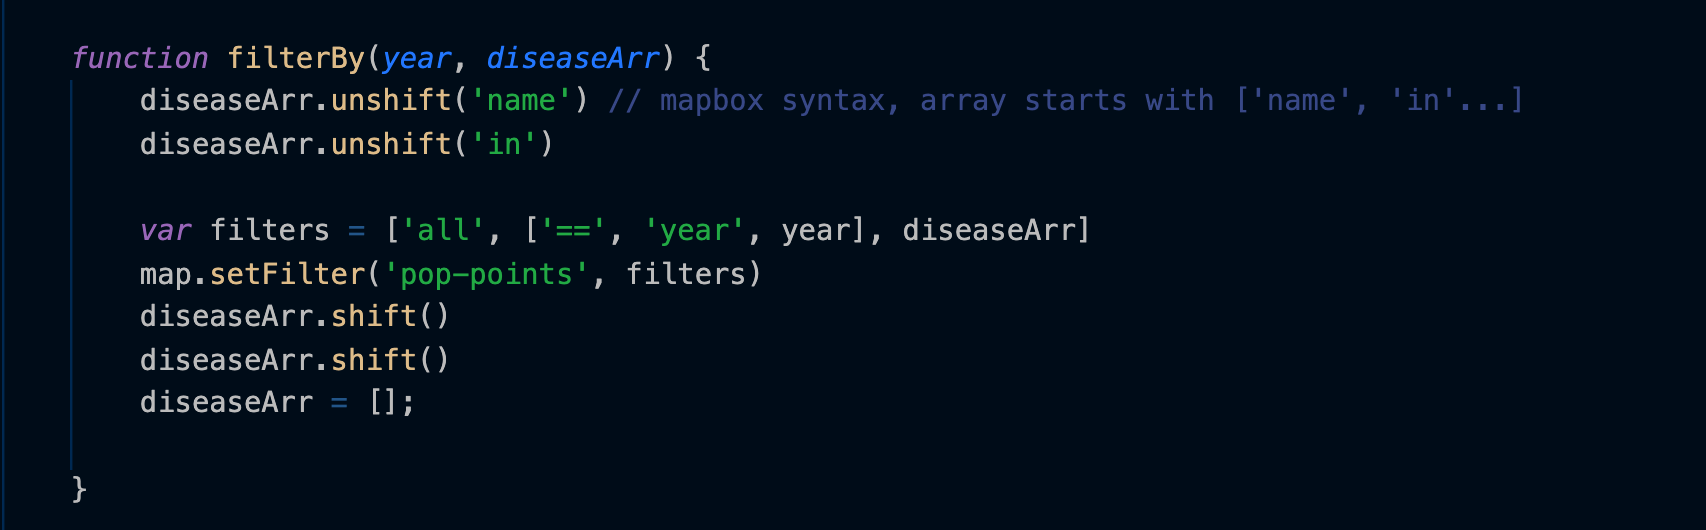 function filterBy(year, diseaseArr) {
diseaseArr.unshift('name') // mapbox syntax, array starts with ['name', 'in'...]
diseaseArr.unshift('in')
var filters = ['all', ['==', 'year', year], diseaseArr]
map.setFilter('pop-points', filters)
diseaseArr.shift()
diseaseArr.shift()
diseaseArr = [];
}